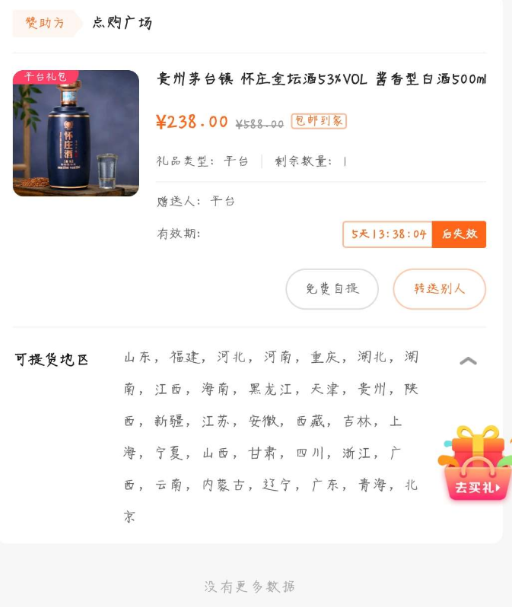 赞助方 点购广场
平台礼包
贵州茅台镇 怀庄金坛酒53%VOL 酱香型白酒500ml
怀庄酒
¥238.00 ¥588.00 包邮到家
礼品类型: 平台 剩余数量: 1
赠送人: 平台
有效期: 5天13:38:04 后失效
免费自提 转送别人
可提货地区 山东, 福建, 河北, 河南, 重庆, 湖北, 湖
南, 江西, 海南, 黑龙江, 天津, 贵州, 陕
西, 新疆, 江苏, 安徽, 西藏, 吉林, 上
海, 宁夏, 山西, 甘肃, 四川, 浙江, 广
西, 云南, 内蒙古, 辽宁, 广东, 青海, 北
京
去买礼
没有更多数据